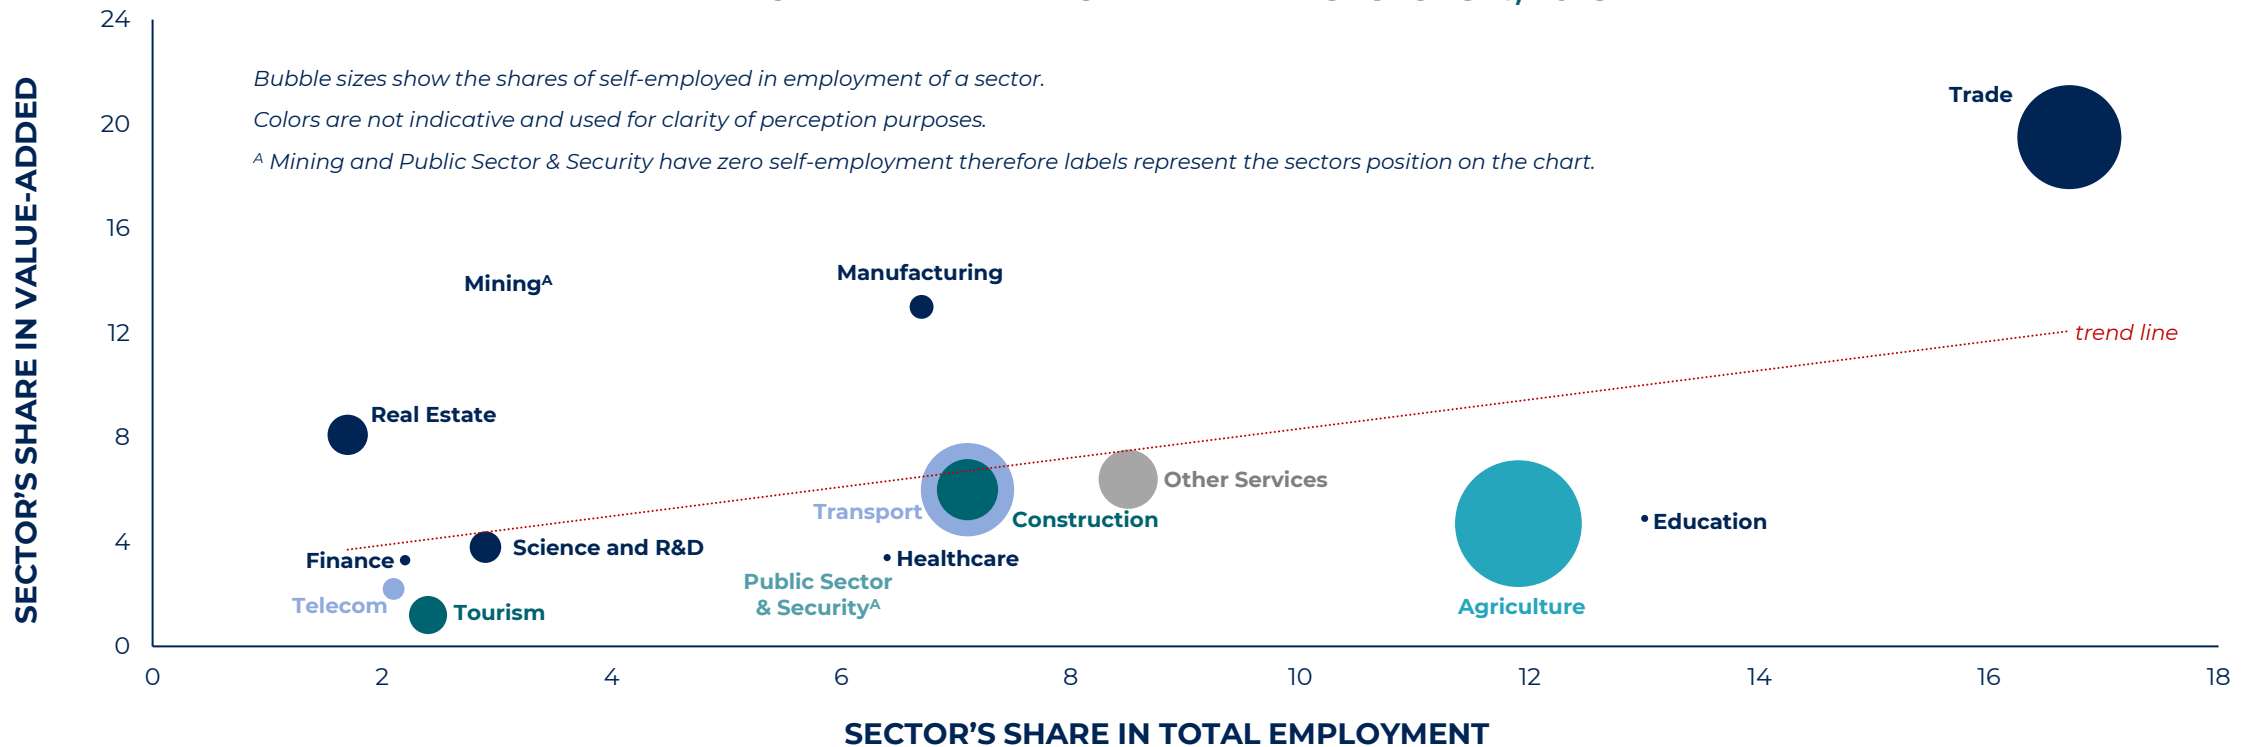 24
Bubble sizes show the shares of self-employed in employment of a sector.
Colors are not indicative and used for clarity of perception purposes.
ᴬ Mining and Public Sector & Security have zero self-employment therefore labels represent the sectors position on the chart.
Trade
20
16
Miningᴬ
Manufacturing
12
trend line
Real Estate
8
Other Services
Transport
Construction
Education
4
Science and R&D
Finance
Healthcare
Public Sector
& Securityᴬ
Telecom
Tourism
Agriculture
0
0 2 4 6 8 10 12 14 16 18
SECTOR'S SHARE IN VALUE-ADDED
SECTOR'S SHARE IN TOTAL EMPLOYMENT